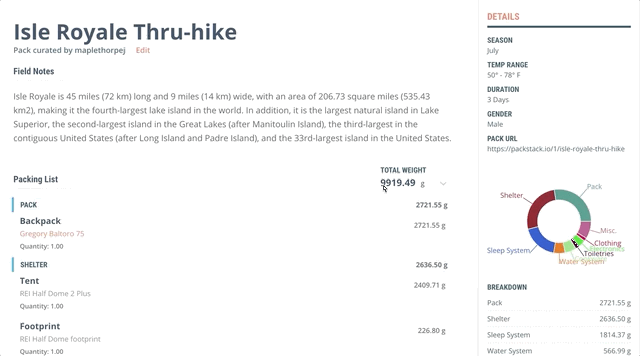 Isle Royale Thru-hike
Pack curated by maplethorpej Edit
Field Notes
Isle Royale is 45 miles (72 km) long and 9 miles (14 km) wide, with an area of 206.73 square miles (535.43
km2), making it the fourth-largest lake island in the world. In addition, it is the largest natural island in Lake
Superior, the second-largest island in the Great Lakes (after Manitoulin Island), the third-largest in the
contiguous United States (after Long Island and Padre Island), and the 33rd-largest island in the United States.
Packing List
TOTAL WEIGHT
9919.49 g
PACK 2721.55 g
Backpack 2721.55 g
Gregory Baltoro 75
Quantity: 1.00
SHELTER 2636.50 g
Tent 2409.71 g
REI Half Dome 2 Plus
Quantity: 1.00
Footprint 226.80 g
REI Half Dome footprint
Quantity: 1.00
DETAILS
SEASON
July
TEMP RANGE
50° - 78° F
DURATION
3 Days
GENDER
Male
PACK URL
https://packstack.io/1/isle-royale-thru-hike
Shelter
Pack
Misc.
Clothing
Electronics
Toiletries
Water System
Sleep System
BREAKDOWN
Pack 2721.55 g
Shelter 2636.50 g
Sleep System 1814.37 g
Water System 566.99 g